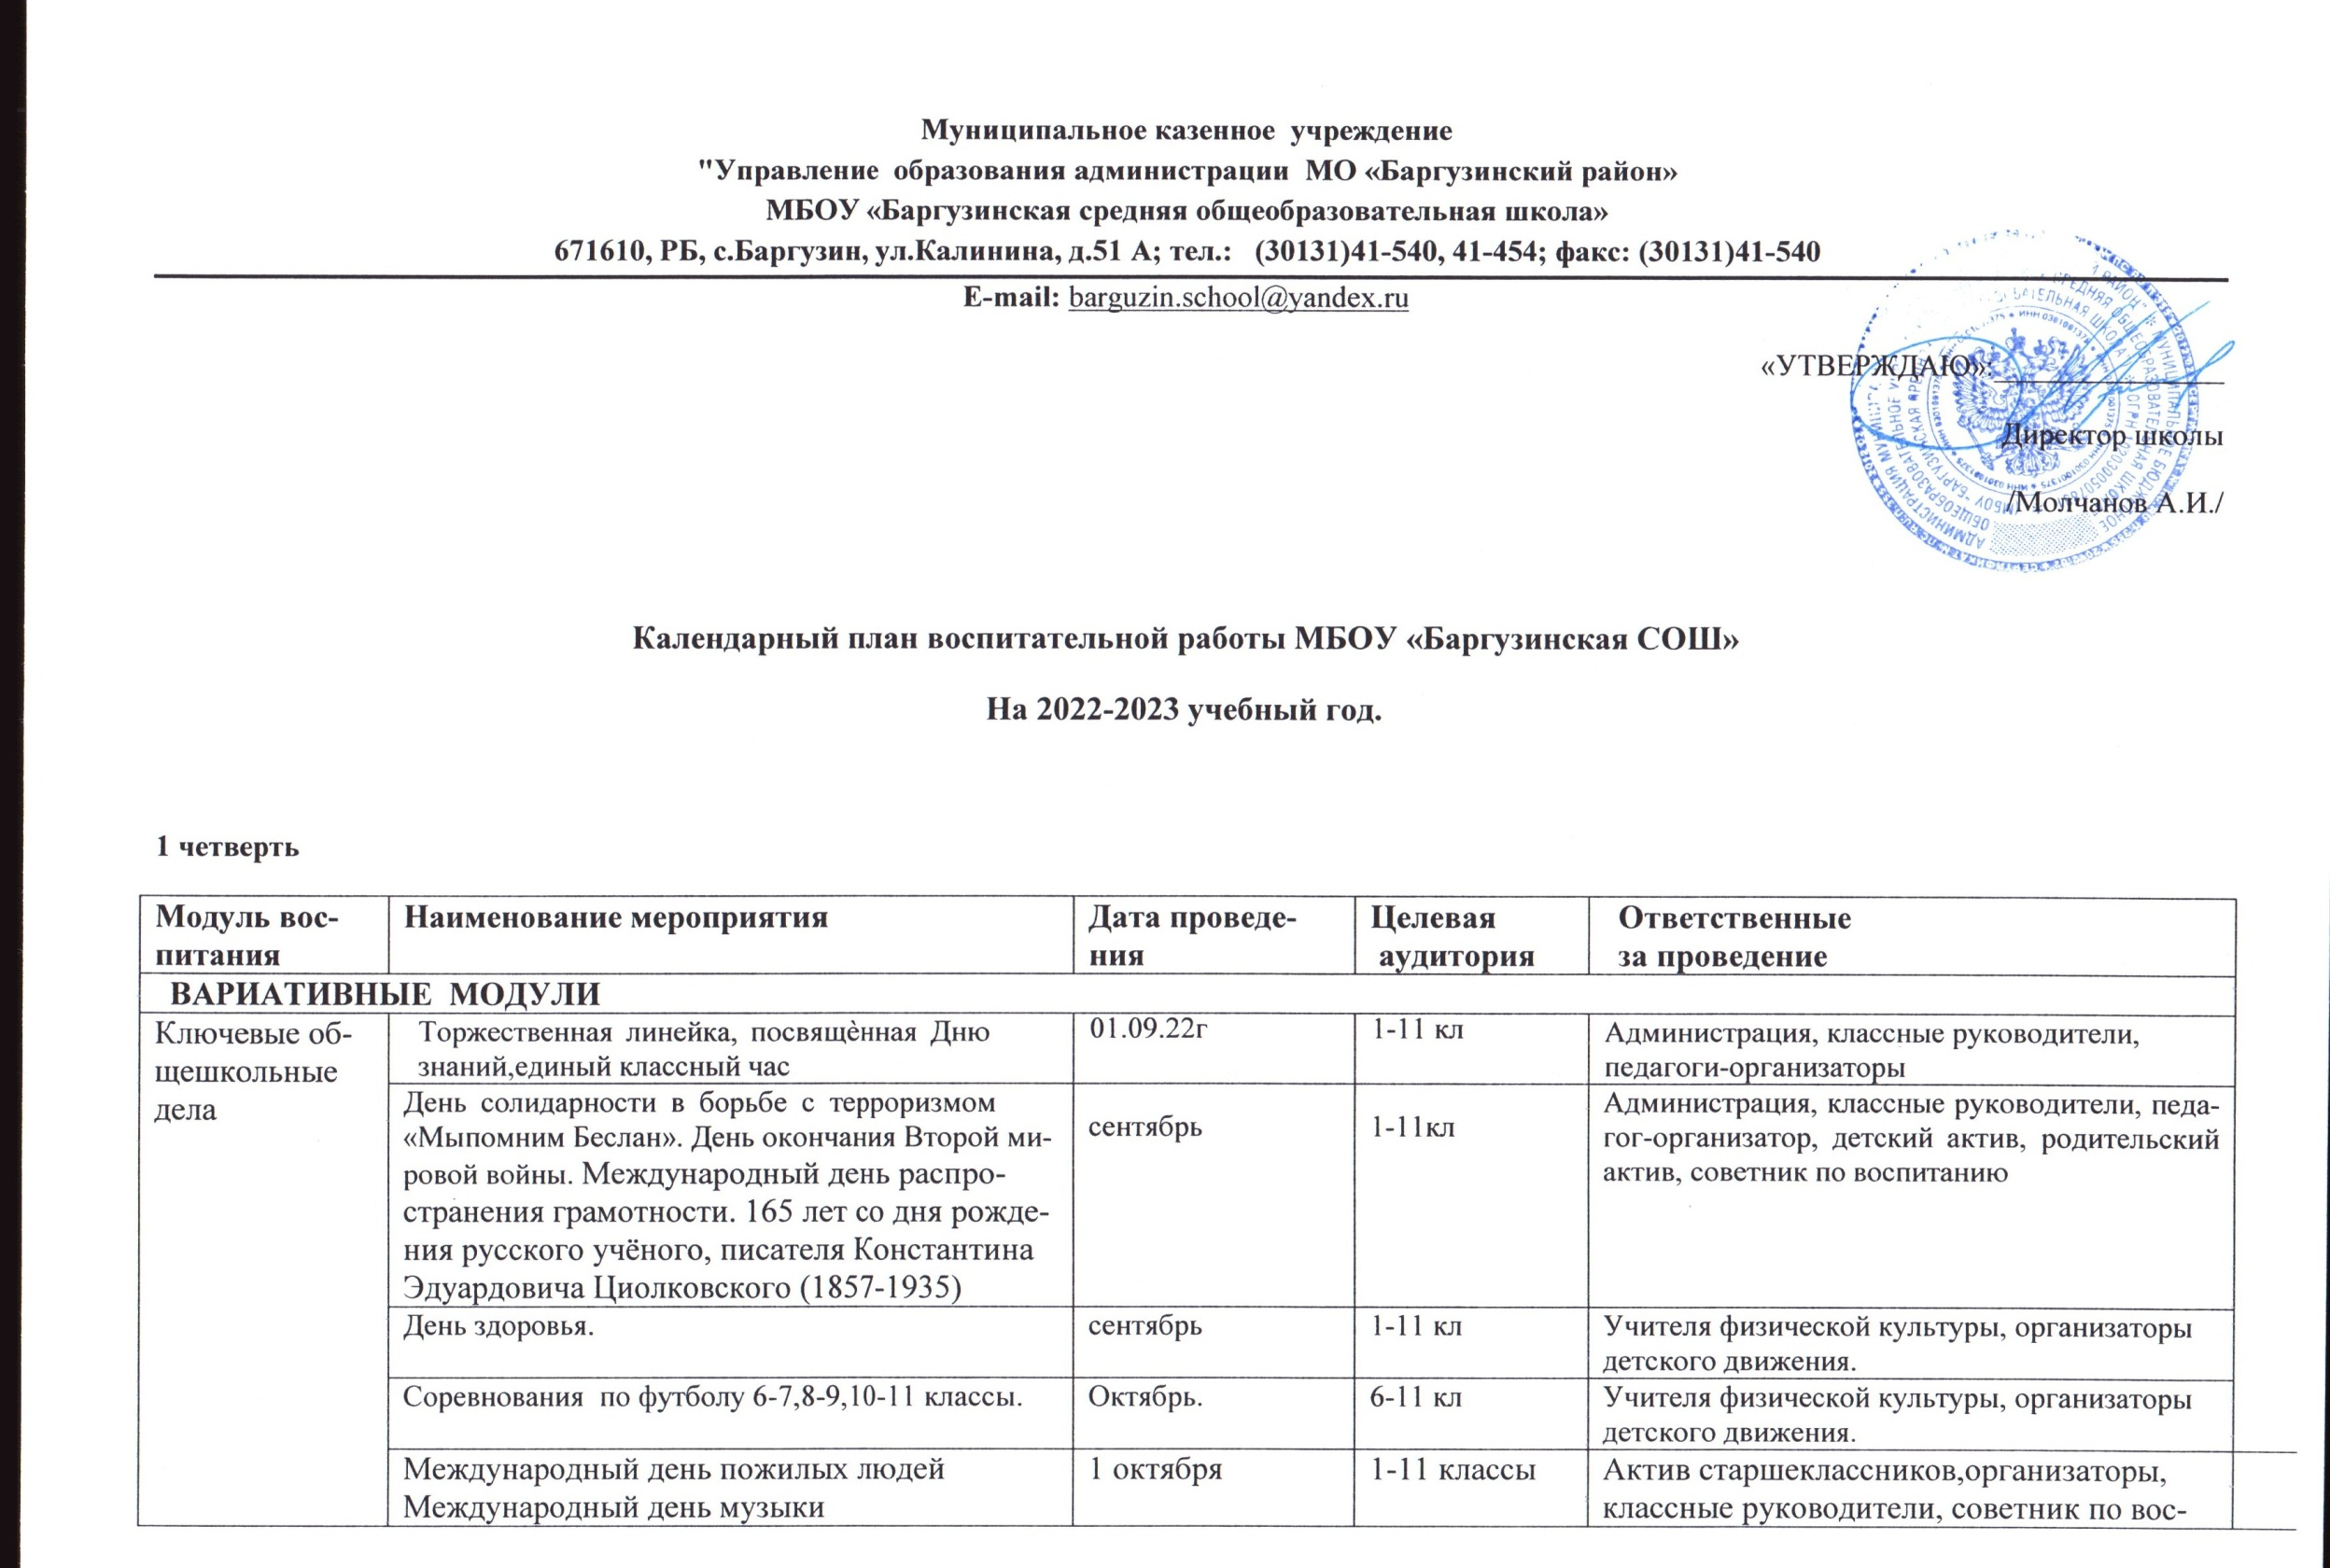 Муниципальное казенное учреждение
"Управление образования администрации МО «Баргузинский район»
МБОУ «Баргузинская средняя общеобразовательная школа»
671610, РБ, с.Баргузин, ул.Калинина, д.51 А; тел.: (30131)41-540, 41-454; факс: (30131)41-540
E-mail: barguzin.school@yandex.ru
«УТВЕРЖДАЮ»:
Директор школы
/Молчанов А.И./
Календарный план воспитательной работы МБОУ «Баргузинская СОШ»
На 2022-2023 учебный год.
1 четверть
Модуль вос-
питания
Наименование мероприятия
Дата проведе-
ния
Целевая
аудитория
Ответственные
за проведение
ВАРИАТИВНЫЕ МОДУЛИ
Ключевые об-
щешкольные
дела
Торжественная линейка, посвящѐнная Дню
знаний,единый классный час
01.09.22г
1-11 кл
Администрация, классные руководители,
педагоги-организаторы
День солидарности в борьбе с терроризмом
«Мыпомним Беслан». День окончания Второй ми-
ровой войны. Международный день распро-
странения грамотности. 165 лет со дня рожде-
ния русского учёного, писателя Константина
Эдуардовича Циолковского (1857-1935)
сентябрь
1-11кл
Администрация, классные руководители, педа-
гог-организатор, детский актив, родительский
актив, советник по воспитанию
День здоровья.
сентябрь
1-11 кл
Учителя физической культуры, организаторы
детского движения.
Соревнования по футболу 6-7,8-9,10-11 классы.
Октябрь.
6-11 кл
Учителя физической культуры, организаторы
детского движения.
Международный день пожилых людей
Международный день музыки
1 октября
1-11 классы
Актив старшеклассников,организаторы,
классные руководители, советник по вос-